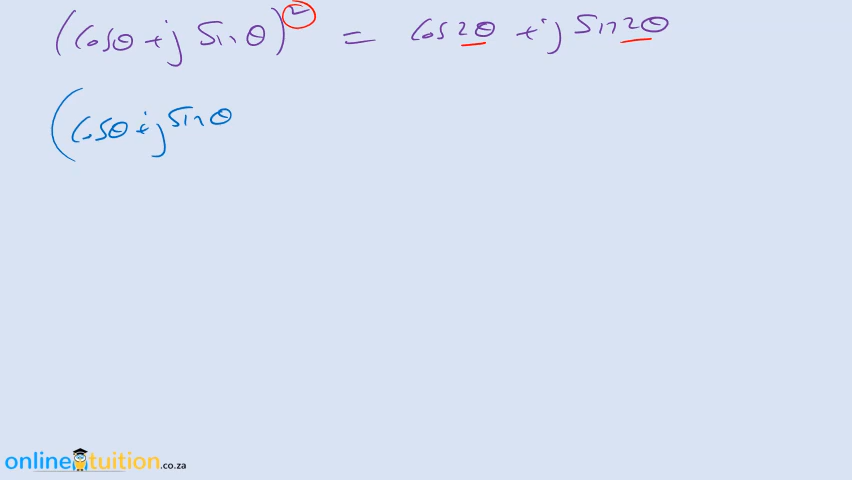 (cosθ + j sinθ)² = cos2θ + j sin2θ
(cosθ + j sinθ
onlinetuition.co.za